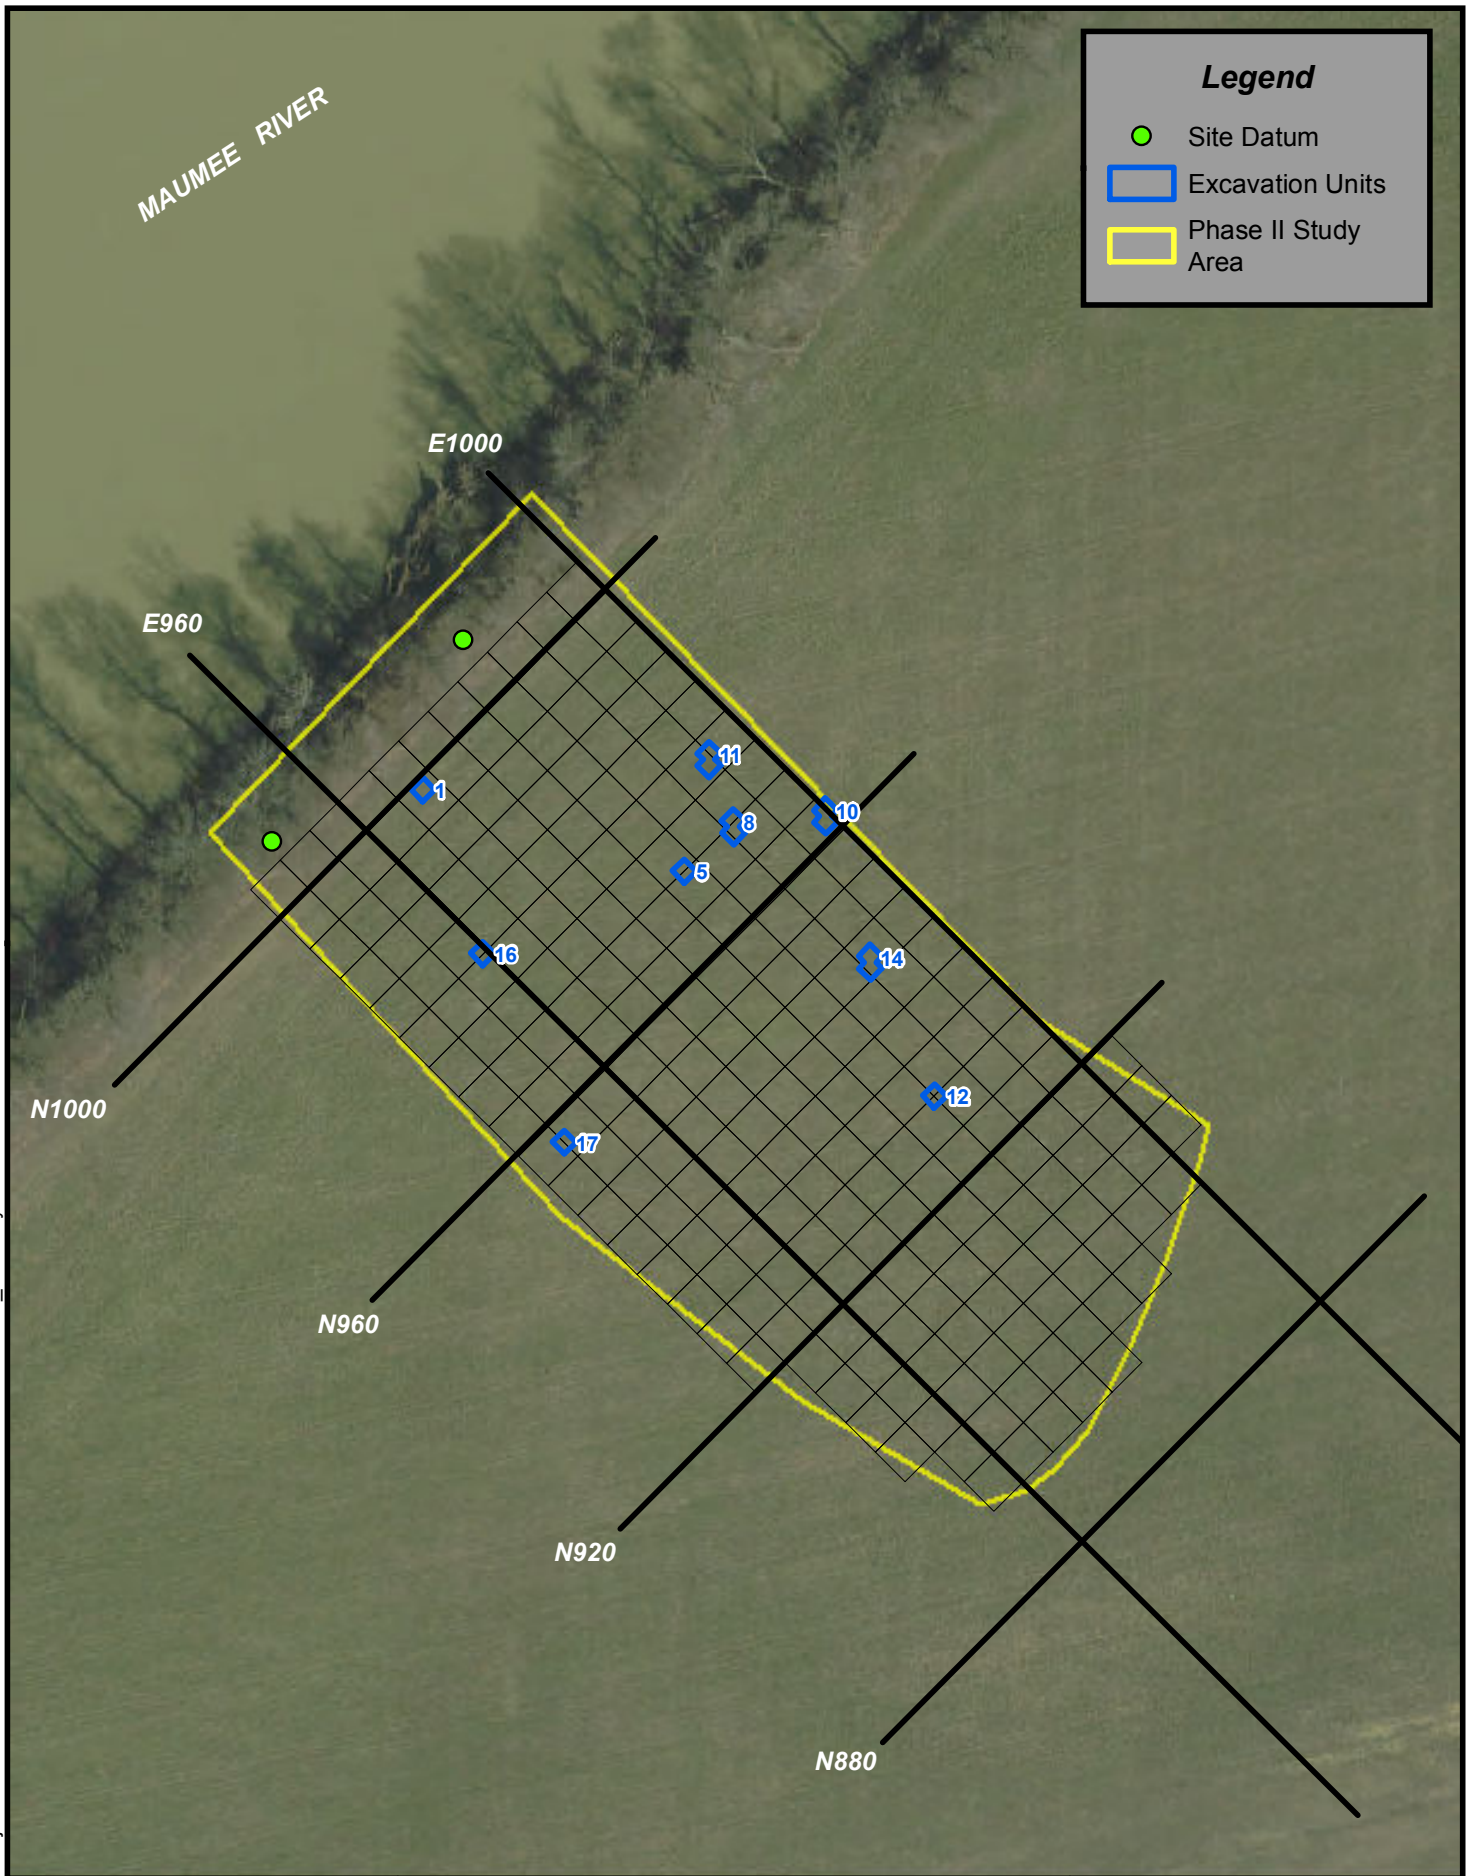 MAUMEE RIVER
Legend
Site Datum
Excavation Units
Phase II Study
Area
E1000
E960
11
1
10
8
5
16
14
12
N1000
17
N960
N920
N880